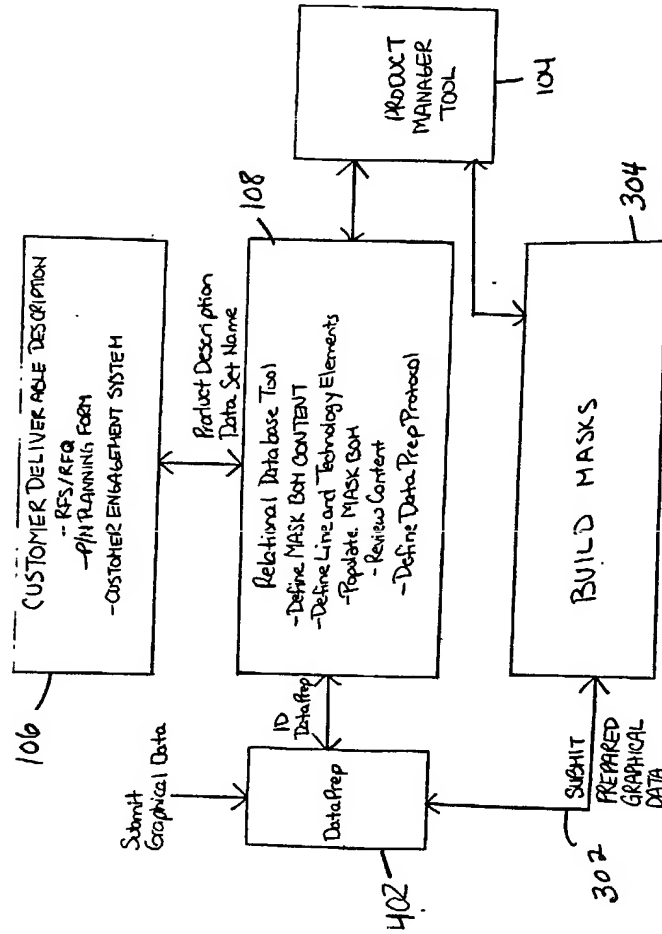 106
CUSTOMER DELIVERABLE DESCRIPTION
- RFS/RFQ
- P/N PLANNING FORM
- CUSTOMER ENGAGEMENT SYSTEM
Product Description
Data Set Name
108
Relational Database Tool
- Define MASK BOM CONTENT
- Define Line and Technology Elements
- Populate MASK BOM
- Review Content
- Define Data Prep Protocol
PRODUCT
MANAGER
TOOL
104
Submit
Graphical Data
ID
DataPrep
DataPrep
402
302
SUBMIT
PREPARED
GRAPHICAL
DATA
BUILD MASKS
304